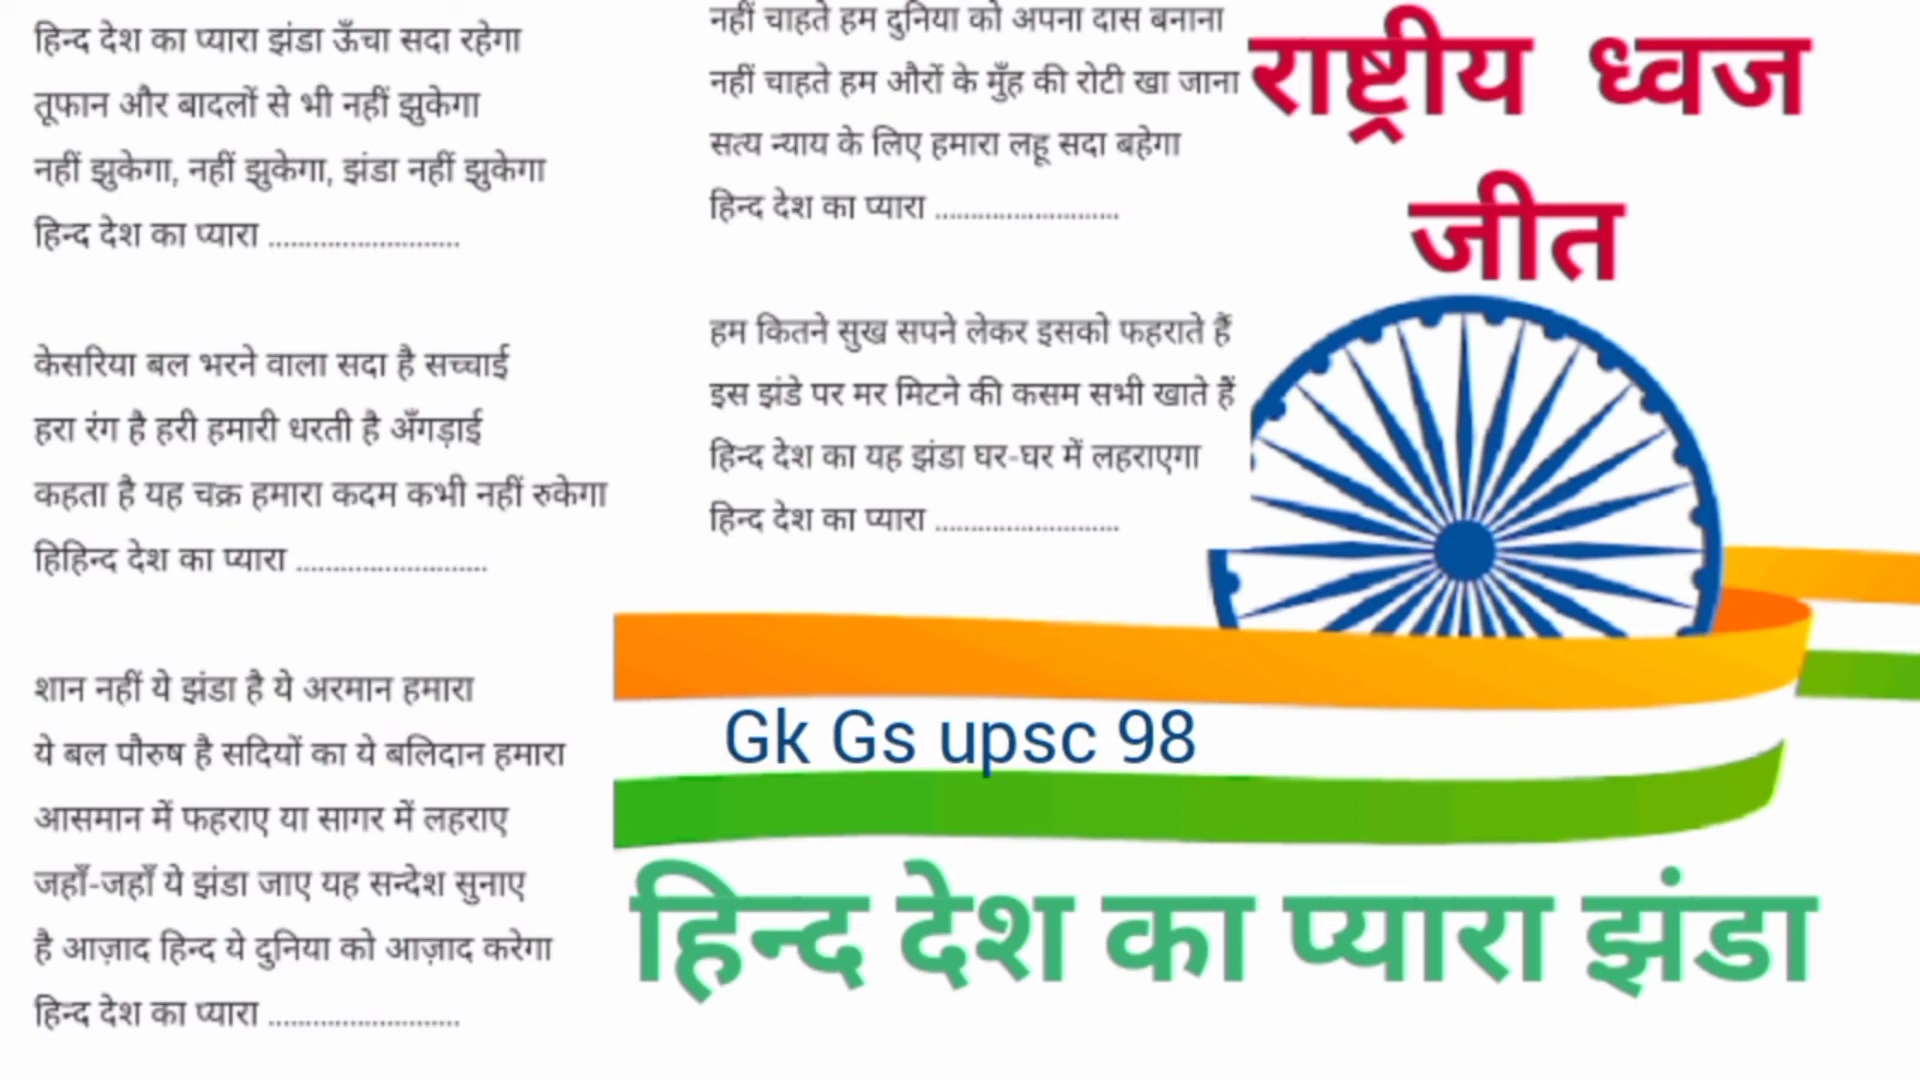 हिन्द देश का प्यारा झंडा ऊँचा सदा रहेगा
तूफान और बादलों से भी नहीं झुकेगा
नहीं झुकेगा, नहीं झुकेगा, झंडा नहीं झुकेगा
हिन्द देश का प्यारा ..........................
केसरिया बल भरने वाला सदा है सच्चाई
हरा रंग है हरी हमारी धरती है अँगड़ाई
कहता है यह चक्र हमारा कदम कभी नहीं रुकेगा
हिहिन्द देश का प्यारा ..........................
शान नहीं ये झंडा है ये अरमान हमारा
ये बल पौरुष है सदियों का ये बलिदान हमारा
आसमान में फहराए या सागर में लहराए
जहाँ-जहाँ ये झंडा जाए यह सन्देश सुनाए
है आज़ाद हिन्द ये दुनिया को आज़ाद करेगा
हिन्द देश का प्यारा ..........................
नहीं चाहते हम दुनिया को अपना दास बनाना
नहीं चाहते हम औरों के मुँह की रोटी खा जाना
सत्य न्याय के लिए हमारा लहू सदा बहेगा
हिन्द देश का प्यारा ..........................
हम कितने सुख सपने लेकर इसको फहराते हैं
इस झंडे पर मर मिटने की कसम सभी खाते हैं
हिन्द देश का यह झंडा घर-घर में लहराएगा
हिन्द देश का प्यारा ..........................
राष्ट्रीय ध्वज
जीत
Gk Gs upsc 98
हिन्द देश का प्यारा झंडा